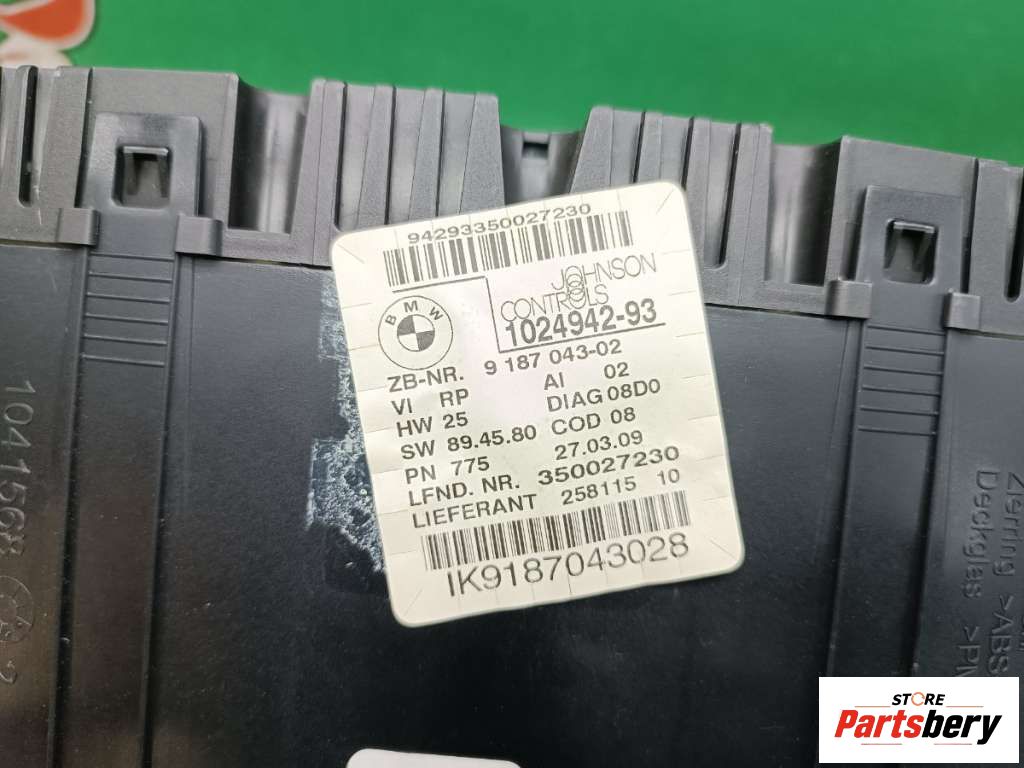 94293350027230
BMW
JOHNSON
CONTROLS
1024942-93
ZB-NR. 9 187 043-02
VI RP AI 02
HW 25 DIAG 08D0
SW 89.45.80 COD 08
PN 775 27.03.09
LFND. NR. 350027230
LIEFERANT 258115 10
IK9187043028
Zierring >ABS
Deckglas >PM
STORE
Partsbery